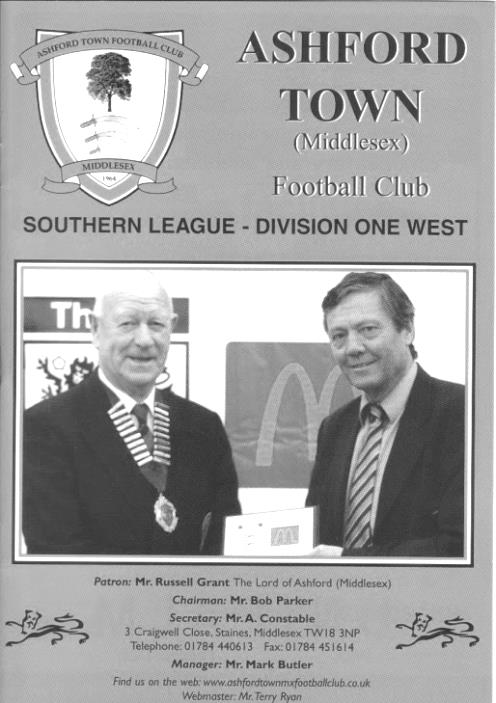 ASHFORD TOWN FOOTBALL CLUB
MIDDLESEX
1964
ASHFORD
TOWN
(Middlesex)
Football Club
SOUTHERN LEAGUE - DIVISION ONE WEST
Th
Patron: Mr. Russell Grant The Lord of Ashford (Middlesex)
Chairman: Mr. Bob Parker
Secretary: Mr. A. Constable
3 Craigwell Close, Staines, Middlesex TW18 3NP
Telephone: 01784 440613 Fax: 01784 451614
Manager: Mr. Mark Butler
Find us on the web: www.ashfordtownmxfootballclub.co.uk
Webmaster: Mr. Terry Ryan